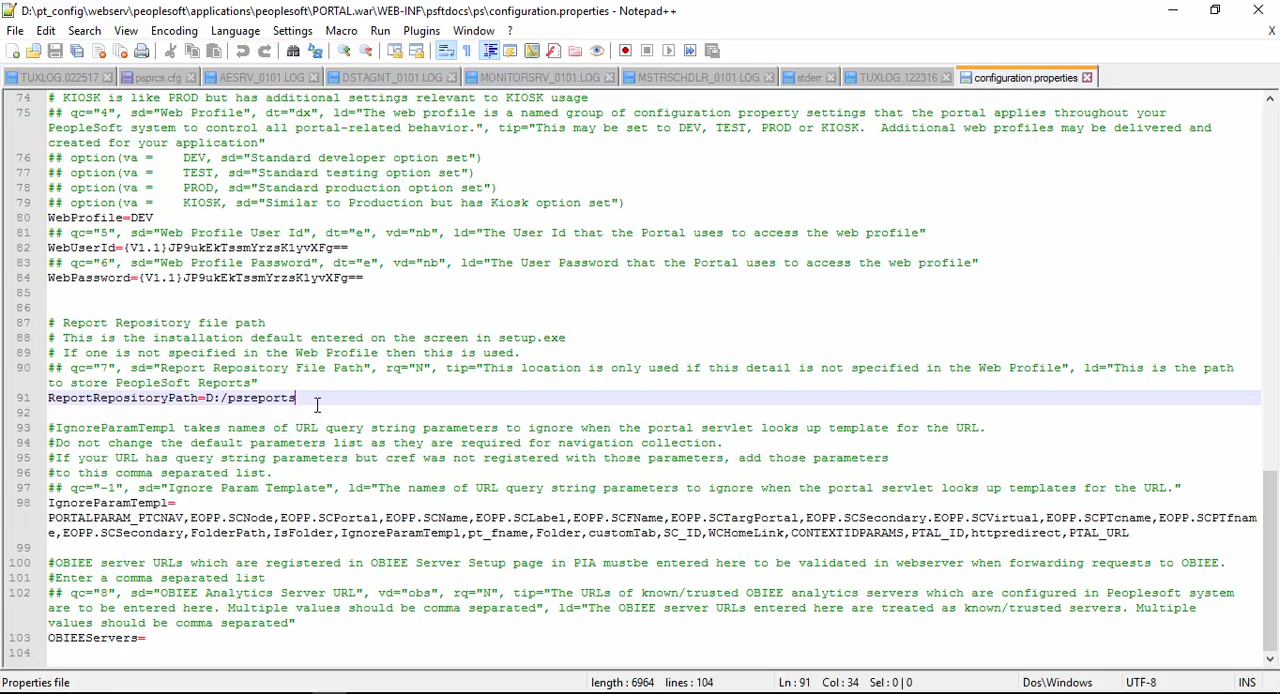 D:\pt_config\webserv\peoplesoft\applications\peoplesoft\PORTAL.war\WEB-INF\psftdocs\ps\configuration.properties - Notepad++
File Edit Search View Encoding Language Settings Macro Run Plugins Window ? X
TUXLOG.022517 psprcs.cfg AESRV_0101.LOG DSTAGNT_0101.LOG MONITORSRV_0101.LOG MSTRSCHDLR_0101.LOG stderr TUXLOG.122316 configuration.properties
74 # KIOSK is like PROD but has additional settings relevant to KIOSK usage
75 ## qc="4", sd="Web Profile", dt="dx", ld="The web profile is a named group of configuration property settings that the portal applies throughout your
PeopleSoft system to control all portal-related behavior.", tip="This may be set to DEV, TEST, PROD or KIOSK.  Additional web profiles may be delivered and
created for your application"
76 ## option(va =    DEV, sd="Standard developer option set")
77 ## option(va =    TEST, sd="Standard testing option set")
78 ## option(va =    PROD, sd="Standard production option set")
79 ## option(va =    KIOSK, sd="Similar to Production but has Kiosk option set")
80 WebProfile=DEV
81 ## qc="5", sd="Web Profile User Id", dt="e", vd="nb", ld="The User Id that the Portal uses to access the web profile"
82 WebUserId={V1.1}JP9ukEkTssmYrzsK1yvXFg==
83 ## qc="6", sd="Web Profile Password", dt="e", vd="nb", ld="The User Password that the Portal uses to access the web profile"
84 WebPassword={V1.1}JP9ukEkTssmYrzsK1yvXFg==
85
86
87 # Report Repository file path
88 # This is the installation default entered on the screen in setup.exe
89 # If one is not specified in the Web Profile then this is used.
90 ## qc="7", sd="Report Repository File Path", rq="N", tip="This location is only used if this detail is not specified in the Web Profile", ld="This is the path
to store PeopleSoft Reports"
91 ReportRepositoryPath=D:/psreports
92
93 #IgnoreParamTempl takes names of URL query string parameters to ignore when the portal servlet looks up template for the URL.
94 #Do not change the default parameters list as they are required for navigation collection.
95 #If your URL has query string parameters but cref was not registered with those parameters, add those parameters
96 #to this comma separated list.
97 ## qc="-1", sd="Ignore Param Template", ld="The names of URL query string parameters to ignore when the portal servlet looks up templates for the URL."
98 IgnoreParamTempl=
PORTALPARAM_PTCNAV,EOPP.SCNode,EOPP.SCPortal,EOPP.SCName,EOPP.SCLabel,EOPP.SCFName,EOPP.SCTargPortal,EOPP.SCSecondary.EOPP.SCVirtual,EOPP.SCPTcname,EOPP.SCPTfnam
e,EOPP.SCSecondary,FolderPath,IsFolder,IgnoreParamTempl,pt_fname,Folder,customTab,SC_ID,WCHomeLink,CONTEXTIDPARAMS,PTAL_ID,httpredirect,PTAL_URL
99
100 #OBIEE server URLs which are registered in OBIEE Server Setup page in PIA mustbe entered here to be validated in webserver when forwarding requests to OBIEE.
101 #Enter a comma separated list
102 ## qc="8", sd="OBIEE Analytics Server URL", vd="obs", rq="N", tip="The URLs of known/trusted OBIEE analytics servers which are configured in Peoplesoft system
are to be entered here. Multiple values should be comma separated", ld="The OBIEE server URLs entered here are treated as known/trusted servers. Multiple
values should be comma separated"
103 OBIEEServers=
104
Properties file length : 6964 lines : 104 Ln : 91 Col : 34 Sel : 0 | 0 Dos\Windows UTF-8 INS